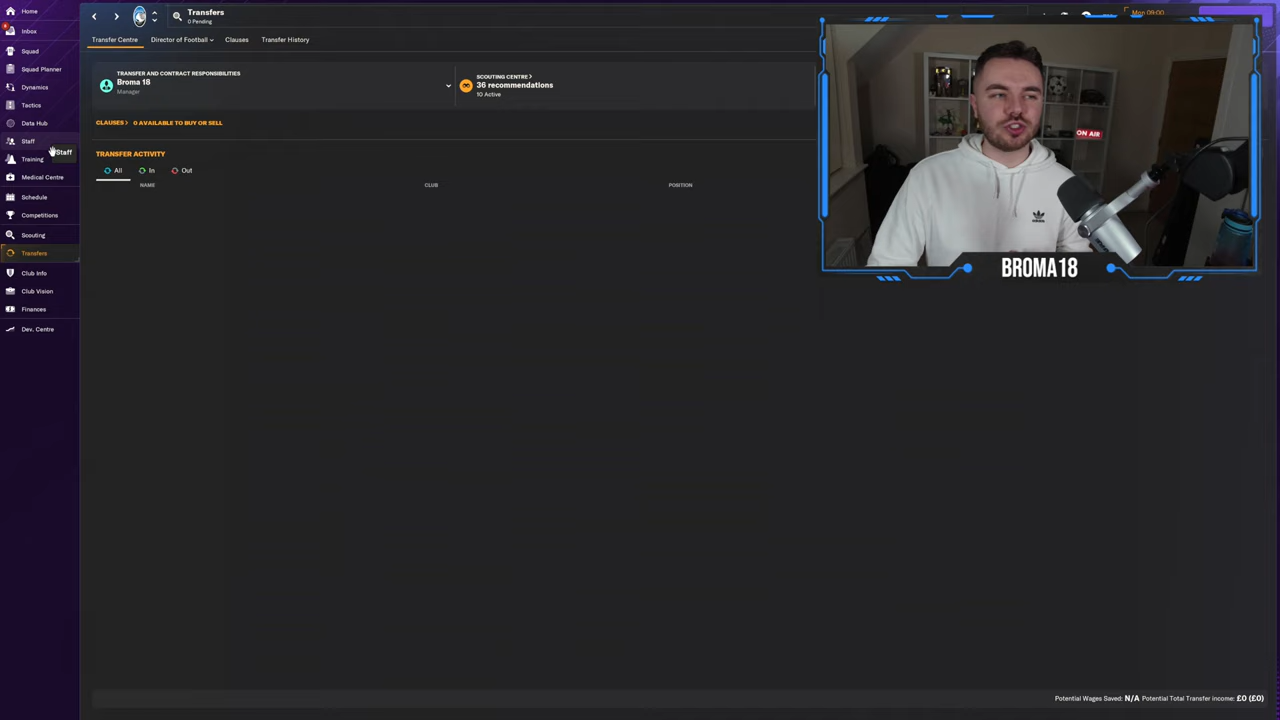 Home
Transfers
0 Pending
Mon 09:00
Inbox
Transfer Centre
Director of Football
Clauses
Transfer History
Squad
Squad Planner
TRANSFER AND CONTRACT RESPONSIBILITIES
Broma 18
Manager
SCOUTING CENTRE
36 recommendations
10 Active
Dynamics
Tactics
Data Hub
CLAUSES
0 AVAILABLE TO BUY OR SELL
Staff
Staff
Training
TRANSFER ACTIVITY
All
In
Out
Medical Centre
NAME
CLUB
POSITION
Schedule
Competitions
Scouting
Transfers
Club Info
Club Vision
Finances
Dev. Centre
ON AIR
adidas
BROMA18
Potential Wages Saved: N/A Potential Total Transfer income: £0 (£0)